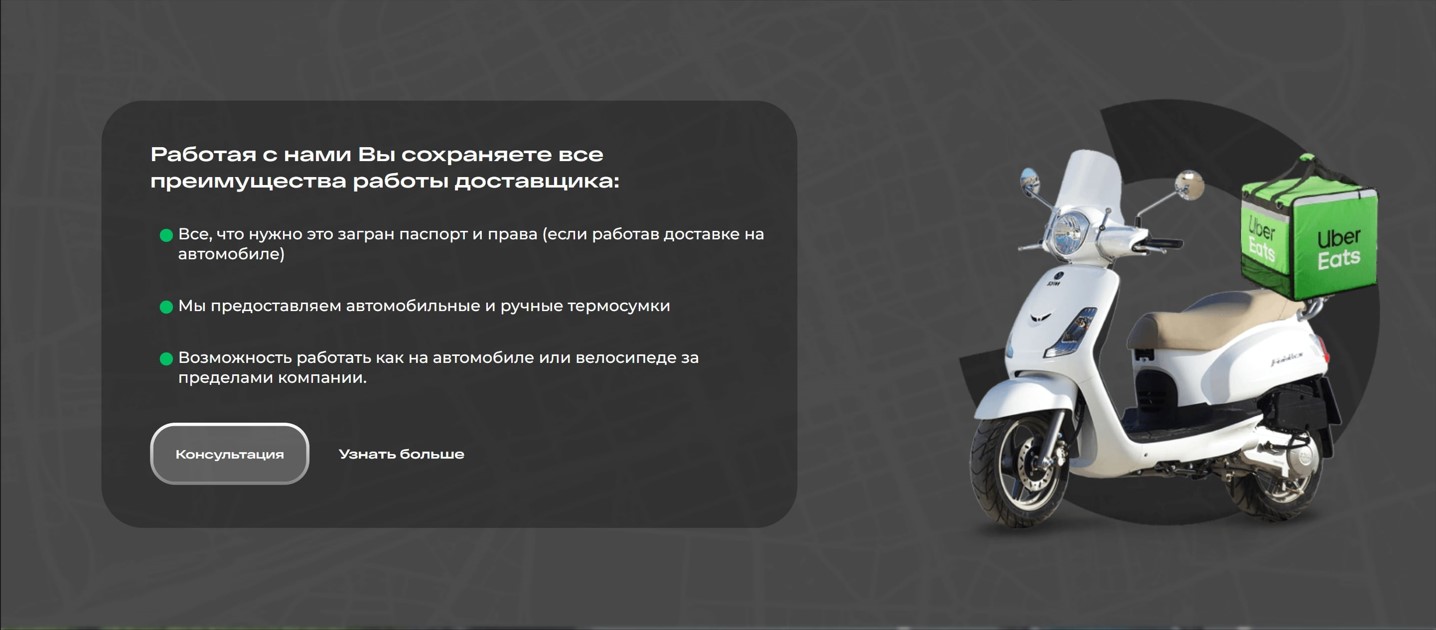 Работая с нами Вы сохраняете все
преимущества работы доставщика:
Все, что нужно это загран паспорт и права (если работав доставке на
автомобиле)
Мы предоставляем автомобильные и ручные термосумки
Возможность работать как на автомобиле или велосипеде за
пределами компании.
Консультация
Узнать больше
Uber
Eats
Uber
Eats
SYM